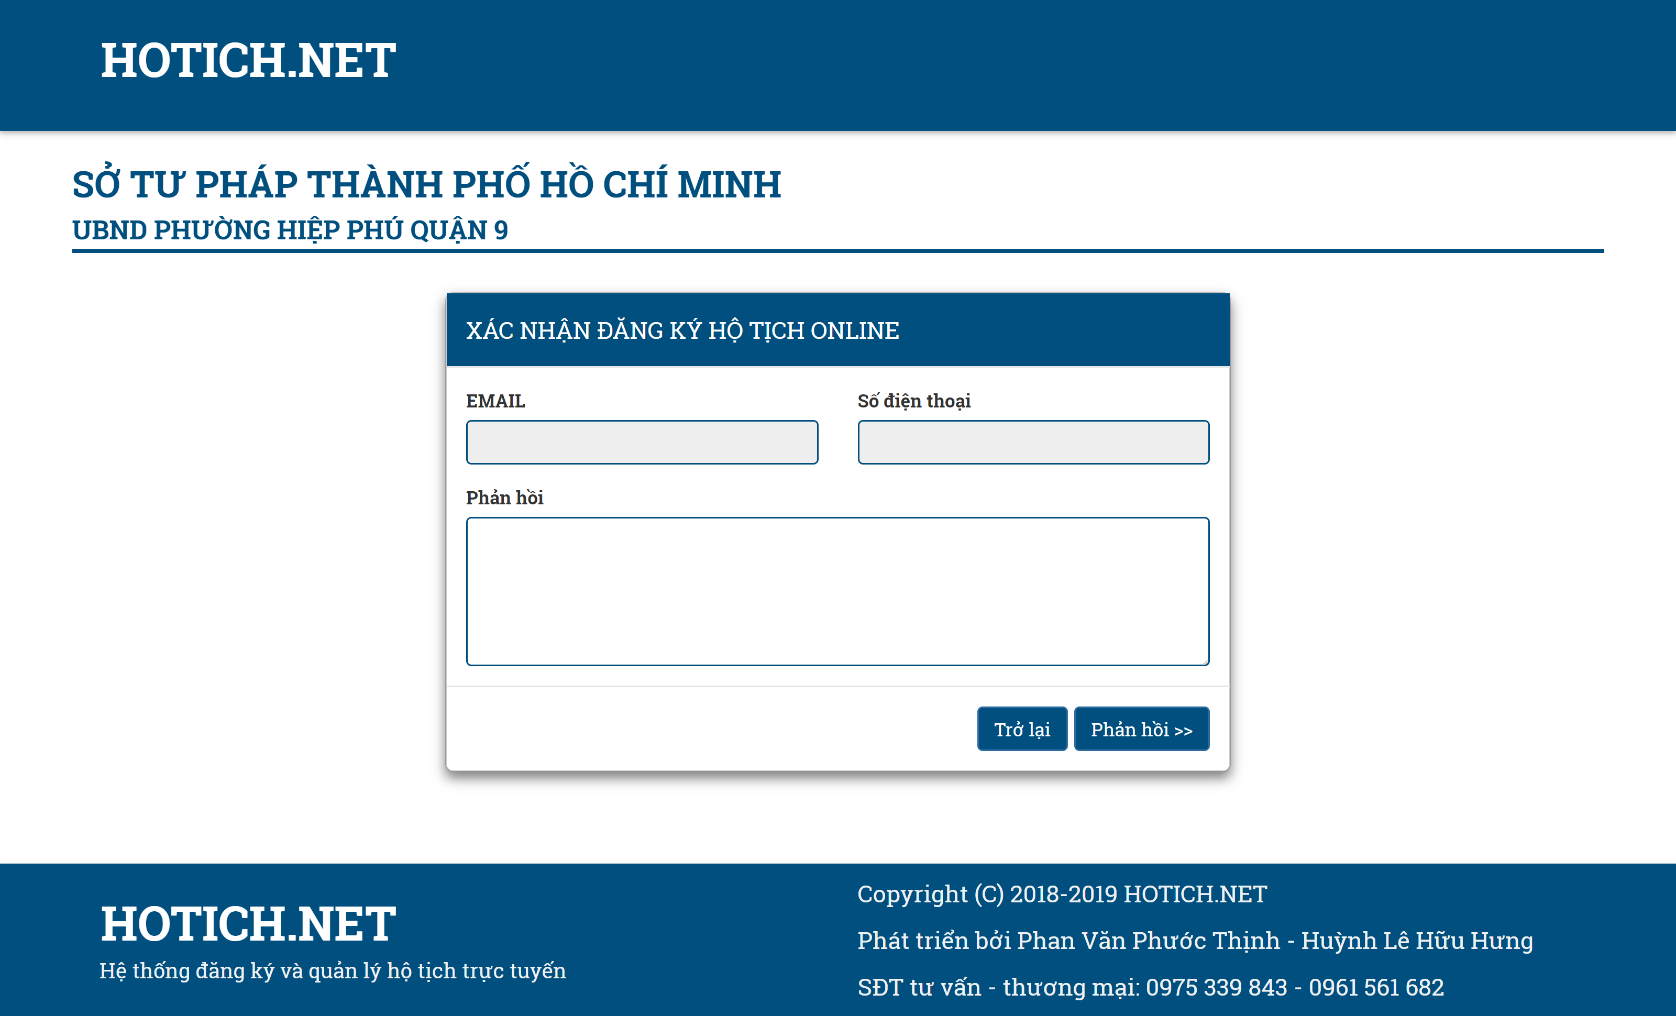 HOTICH.NET
SỞ TƯ PHÁP THÀNH PHỐ HỒ CHÍ MINH
UBND PHƯỜNG HIỆP PHÚ QUẬN 9
XÁC NHẬN ĐĂNG KÝ HỘ TỊCH ONLINE
EMAIL
Số điện thoại
Phản hồi
Trở lại
Phản hồi >>
HOTICH.NET
Hệ thống đăng ký và quản lý hộ tịch trực tuyến
Copyright (C) 2018-2019 HOTICH.NET
Phát triển bởi Phan Văn Phước Thịnh - Huỳnh Lê Hữu Hưng
SĐT tư vấn - thương mại: 0975 339 843 - 0961 561 682